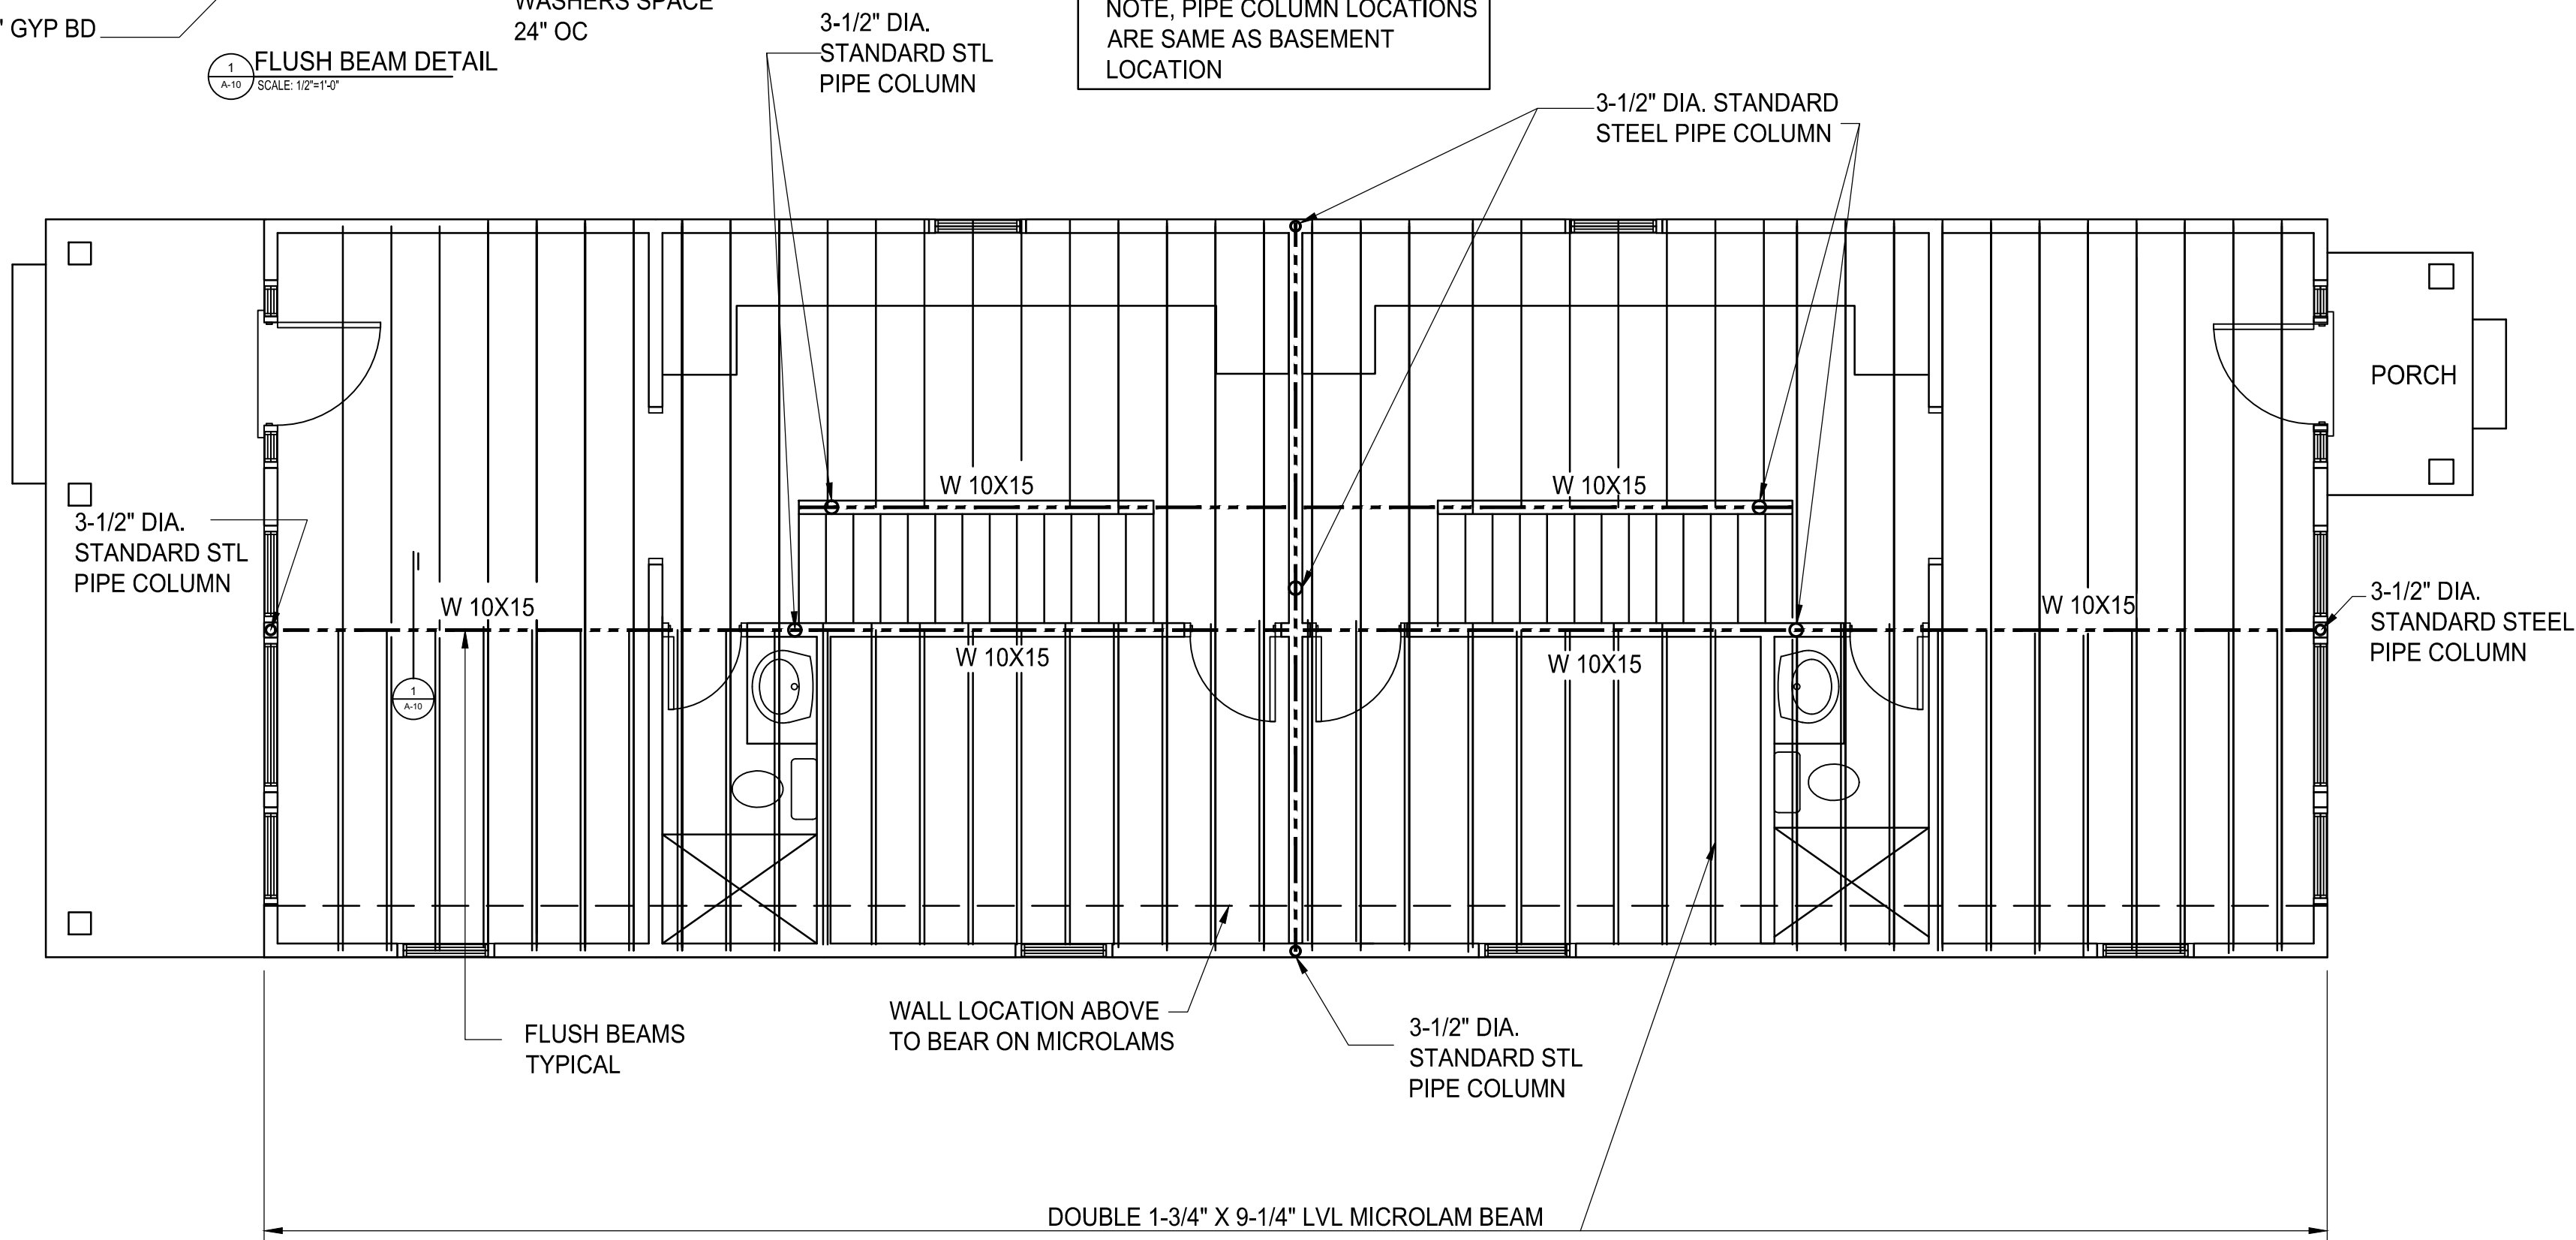 " GYP BD
WASHERS SPACE
24" OC
1
A-10
FLUSH BEAM DETAIL
SCALE: 1/2"=1'-0"
3-1/2" DIA.
STANDARD STL
PIPE COLUMN
NOTE, PIPE COLUMN LOCATIONS
ARE SAME AS BASEMENT
LOCATION
3-1/2" DIA. STANDARD
STEEL PIPE COLUMN
PORCH
W 10X15
W 10X15
3-1/2" DIA.
STANDARD STL
PIPE COLUMN
W 10X15
W 10X15
3-1/2" DIA.
STANDARD STEEL
PIPE COLUMN
W 10X15
W 10X15
1
A-10
FLUSH BEAMS
TYPICAL
WALL LOCATION ABOVE
TO BEAR ON MICROLAMS
3-1/2" DIA.
STANDARD STL
PIPE COLUMN
DOUBLE 1-3/4" X 9-1/4" LVL MICROLAM BEAM